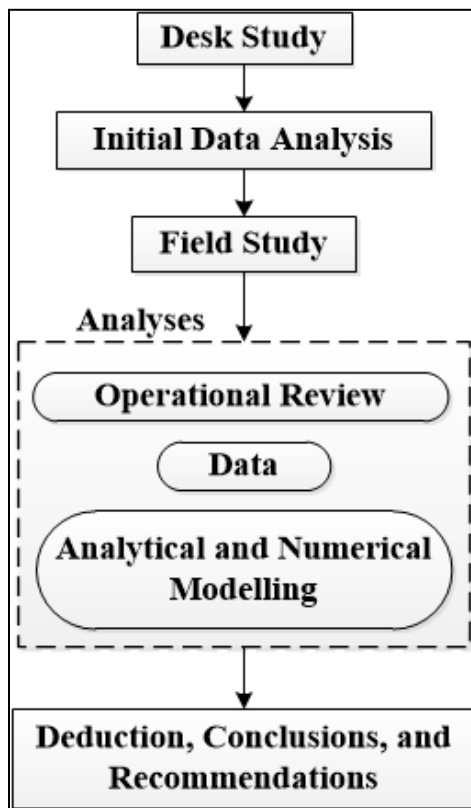 Desk Study
Initial Data Analysis
Field Study
Analyses
Operational Review
Data
Analytical and Numerical
Modelling
Deduction, Conclusions, and
Recommendations